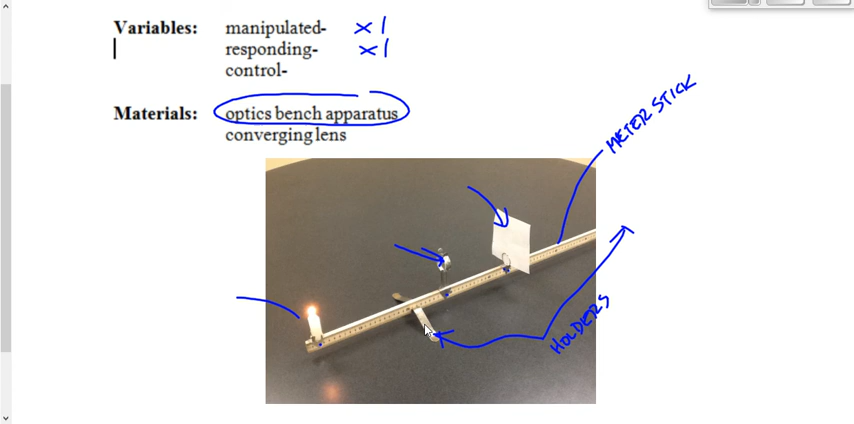 Variables: manipulated- x 1
responding- x 1
control-
Materials: optics bench apparatus
converging lens
METER STICK
HOLDERS